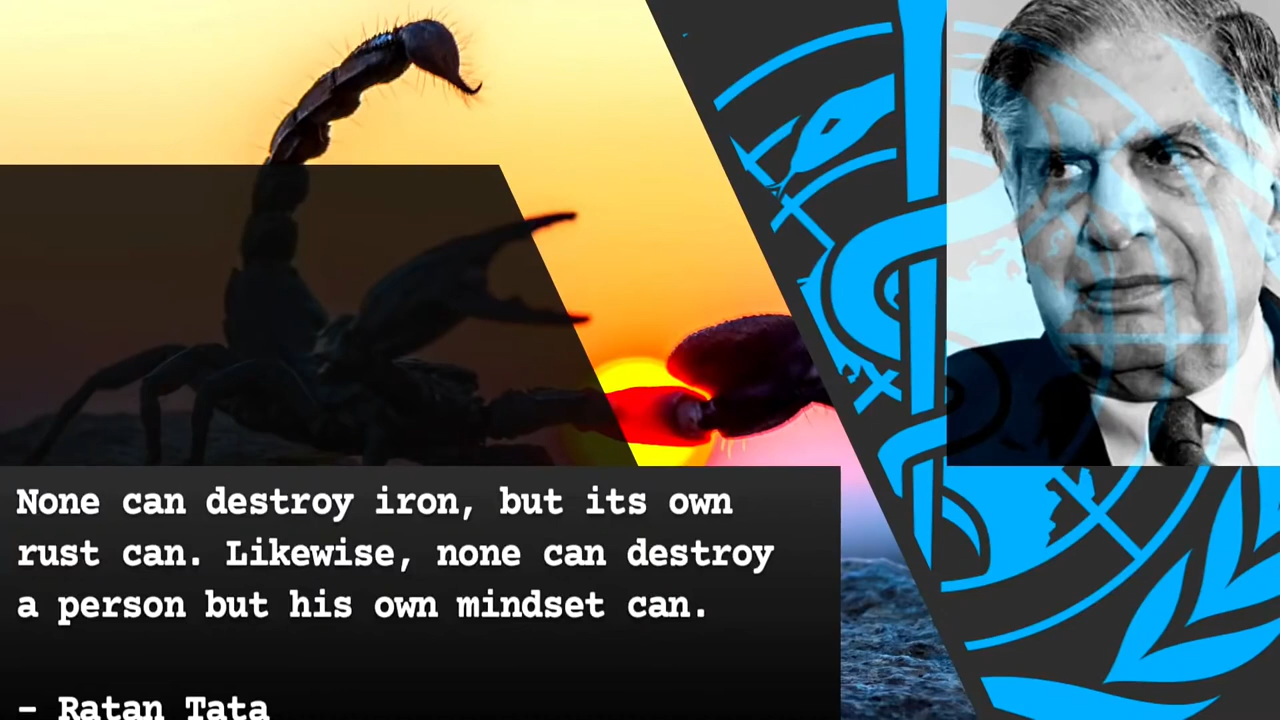 None can destroy iron, but its own
rust can. Likewise, none can destroy
a person but his own mindset can.
- Ratan Tata